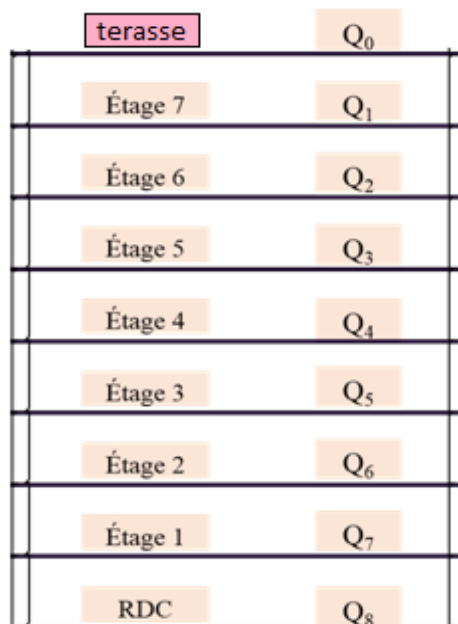 terasse Q₀
Étage 7 Q₁
Étage 6 Q₂
Étage 5 Q₃
Étage 4 Q₄
Étage 3 Q₅
Étage 2 Q₆
Étage 1 Q₇
RDC Q₈